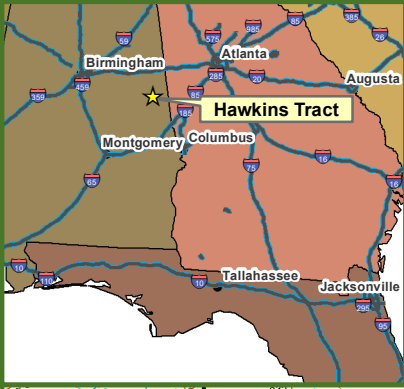 385
85
59
985
26
575
Atlanta
Birmingham
285
20
459
Augusta
359
85
Hawkins Tract
185
Columbus
Montgomery
16
75
65
16
Tallahassee
10
10
110
Jacksonville
295
95